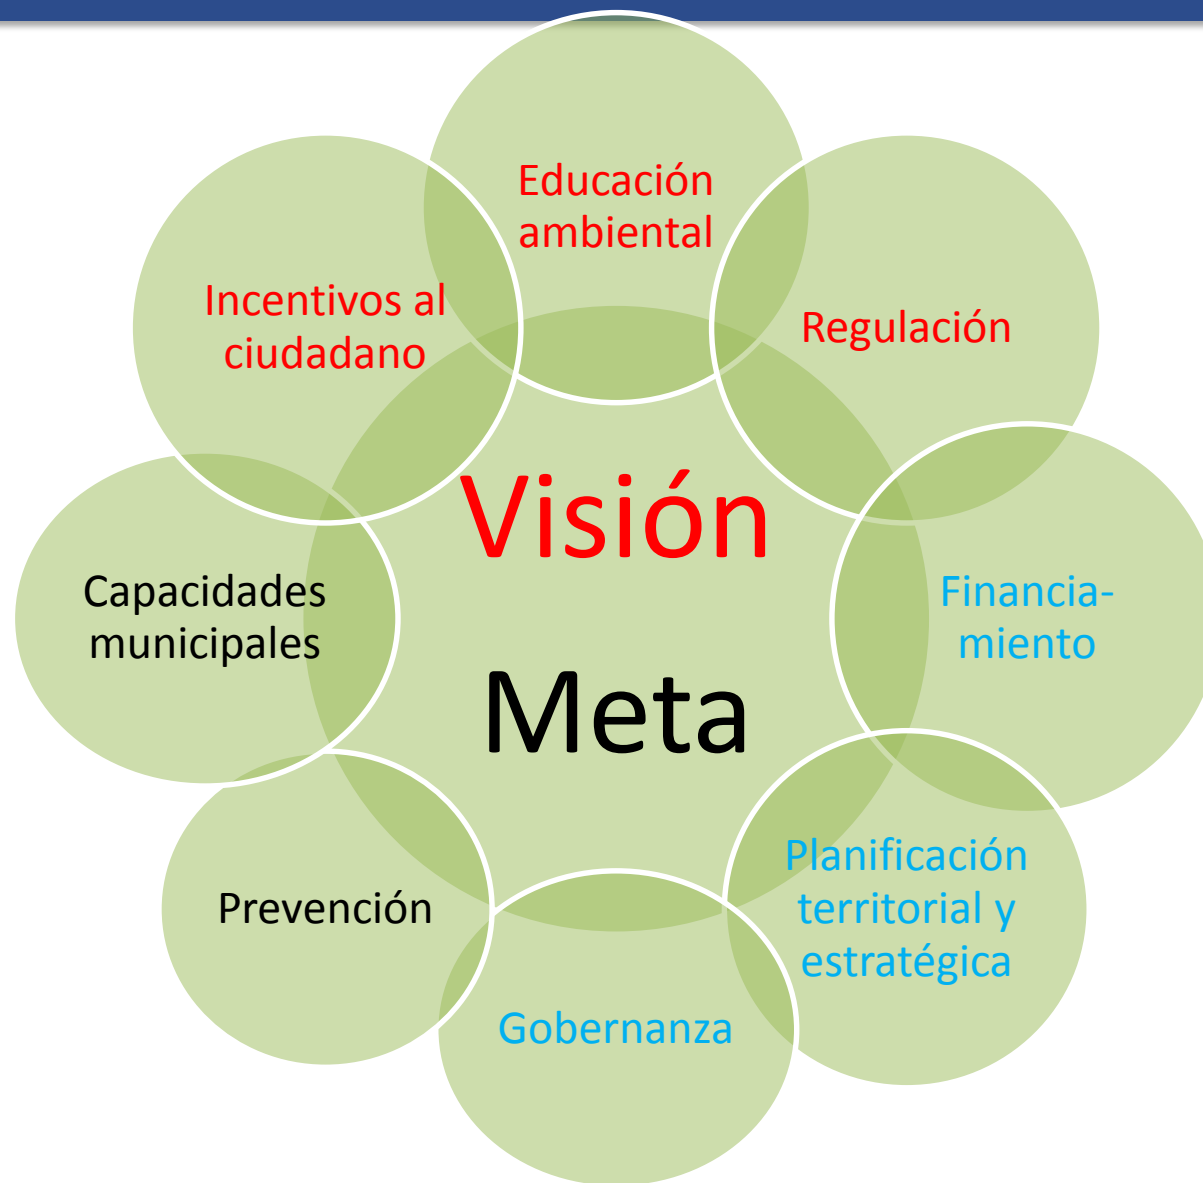 Educación
ambiental
Incentivos al
ciudadano
Regulación
Visión
Meta
Capacidades
municipales
Financia-
miento
Prevención
Planificación
territorial y
estratégica
Gobernanza